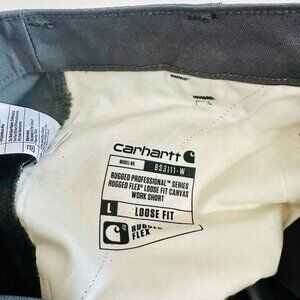 carhartt
MODEL NO.
BS3111-W
RUGGED PROFESSIONAL™ SERIES
RUGGED FLEX® LOOSE FIT CANVAS
WORK SHORT
L
LOOSE FIT
RUGGED
FLEX